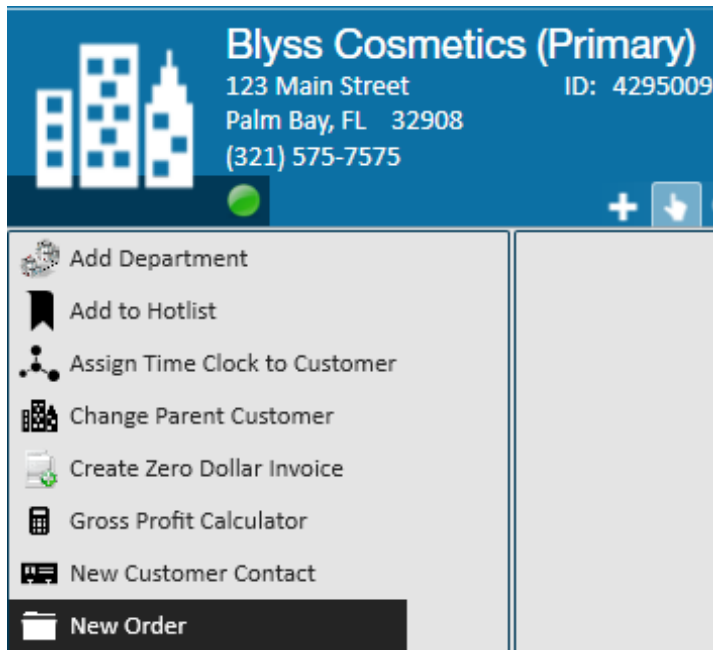 Blyss Cosmetics (Primary)
123 Main Street ID: 4295009
Palm Bay, FL 32908
(321) 575-7575
Add Department
Add to Hotlist
Assign Time Clock to Customer
Change Parent Customer
Create Zero Dollar Invoice
Gross Profit Calculator
New Customer Contact
New Order